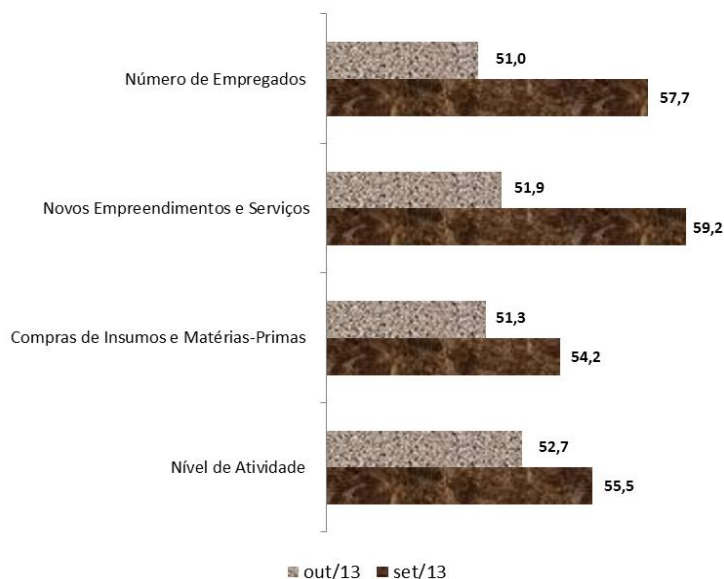 51,0
Número de Empregados
57,7
51,9
Novos Empreendimentos e Serviços
59,2
51,3
Compras de Insumos e Matérias-Primas
54,2
52,7
Nível de Atividade
55,5
out/13 set/13